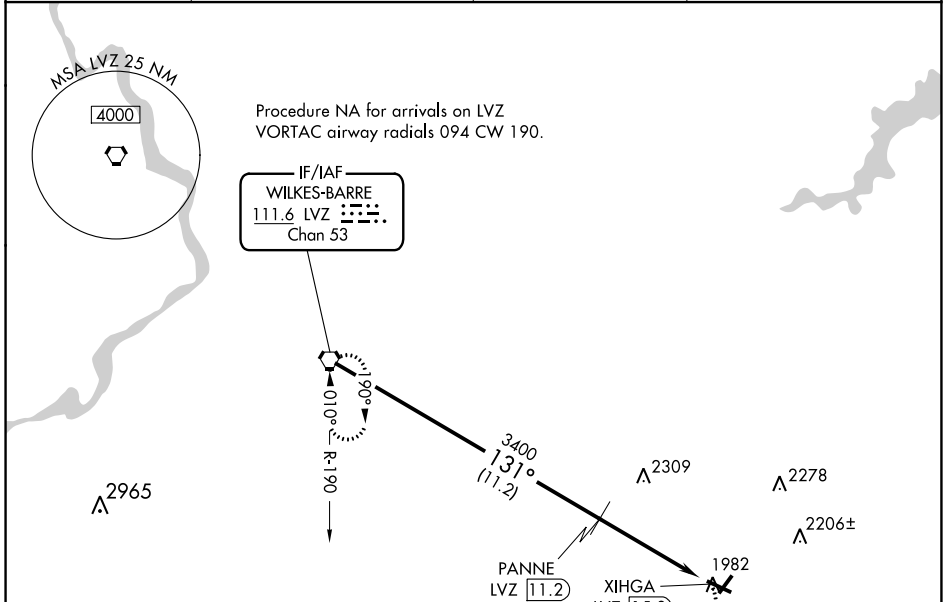 MSA LVZ 25 NM
4000
Procedure NA for arrivals on LVZ
VORTAC airway radials 094 CW 190.
IF/IAF
WILKES-BARRE
111.6 LVZ
Chan 53
190°
010°
R-190
3400
131°
(11.2)
2965
2309
2278
2206±
1982
PANNE
LVZ 11.2
XIHGA